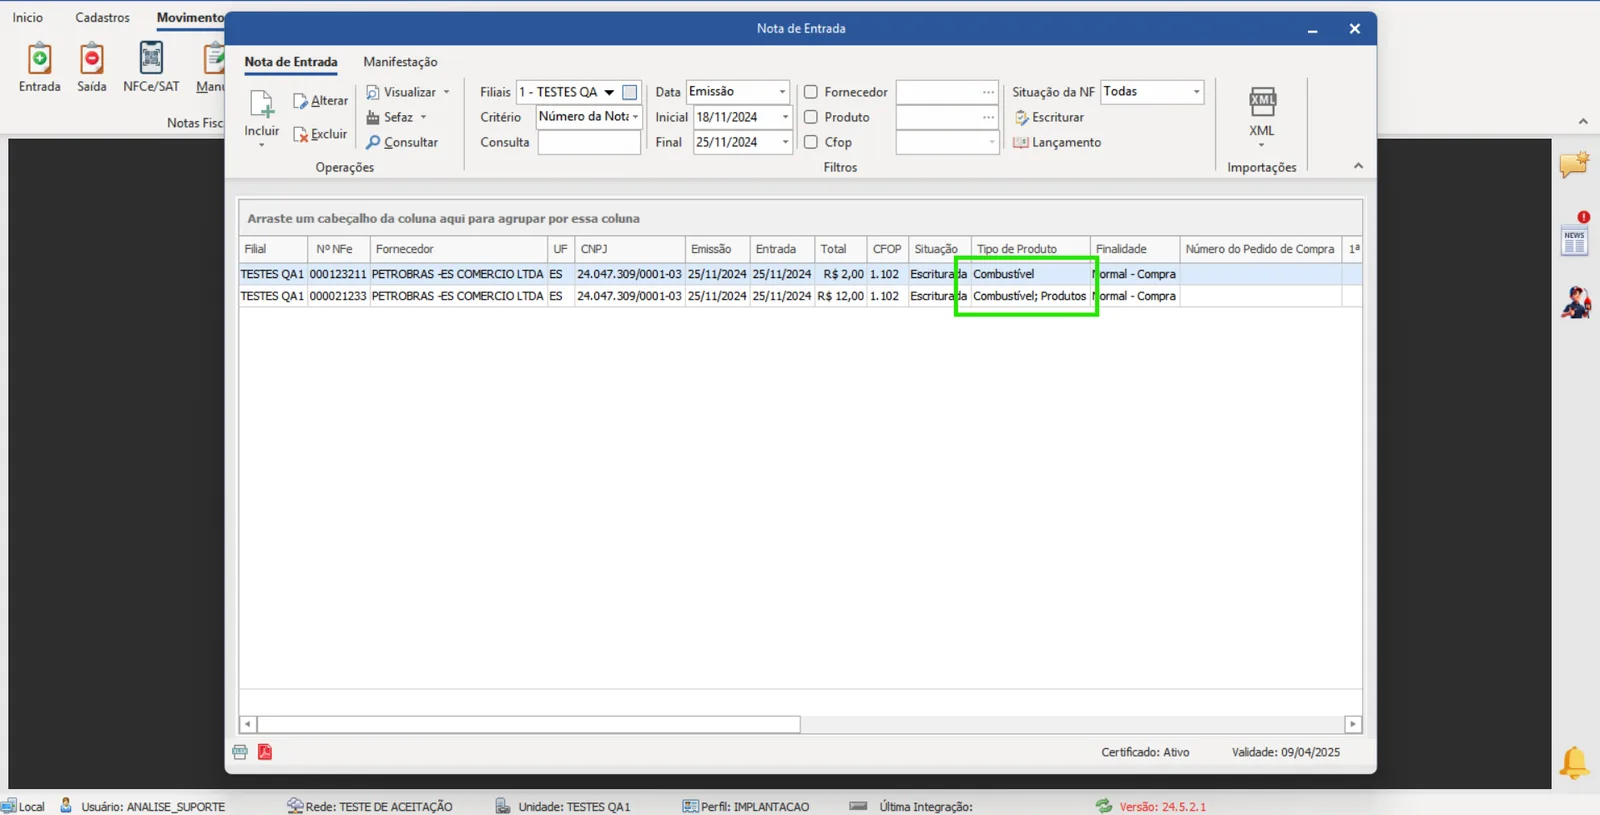 Inicio Cadastros Movimento
Entrada Saída NFCe/SAT
Notas Fisc
Nota de Entrada
Nota de Entrada Manifestação
Incluir Alterar Excluir
Visualizar
Sefaz
Consultar
Operações
Filiais 1 - TESTES QA
Critério Número da Nota
Consulta
Data Emissão
Inicial 18/11/2024
Final 25/11/2024
Fornecedor
Produto
Cfop
Filtros
Situação da NF Todas
Escriturar
Lançamento
XML
XML
Importações
Arraste um cabeçalho da coluna aqui para agrupar por essa coluna
Filial Nº NFe Fornecedor UF CNPJ Emissão Entrada Total CFOP Situação Tipo de Produto Finalidade Número do Pedido de Compra 1ª
TESTES QA1 000123211 PETROBRAS -ES COMERCIO LTDA ES 24.047.309/0001-03 25/11/2024 25/11/2024 R$ 2,00 1.102 Escriturada Combustível Normal - Compra
TESTES QA1 000021233 PETROBRAS -ES COMERCIO LTDA ES 24.047.309/0001-03 25/11/2024 25/11/2024 R$ 12,00 1.102 Escriturada Combustível; Produtos Normal - Compra
Certificado: Ativo Validade: 09/04/2025
NEWS
Local Usuário: ANALISE_SUPORTE Rede: TESTE DE ACEITAÇÃO Unidade: TESTES QA1 Perfil: IMPLANTACAO Última Integração: Versão: 24.5.2.1